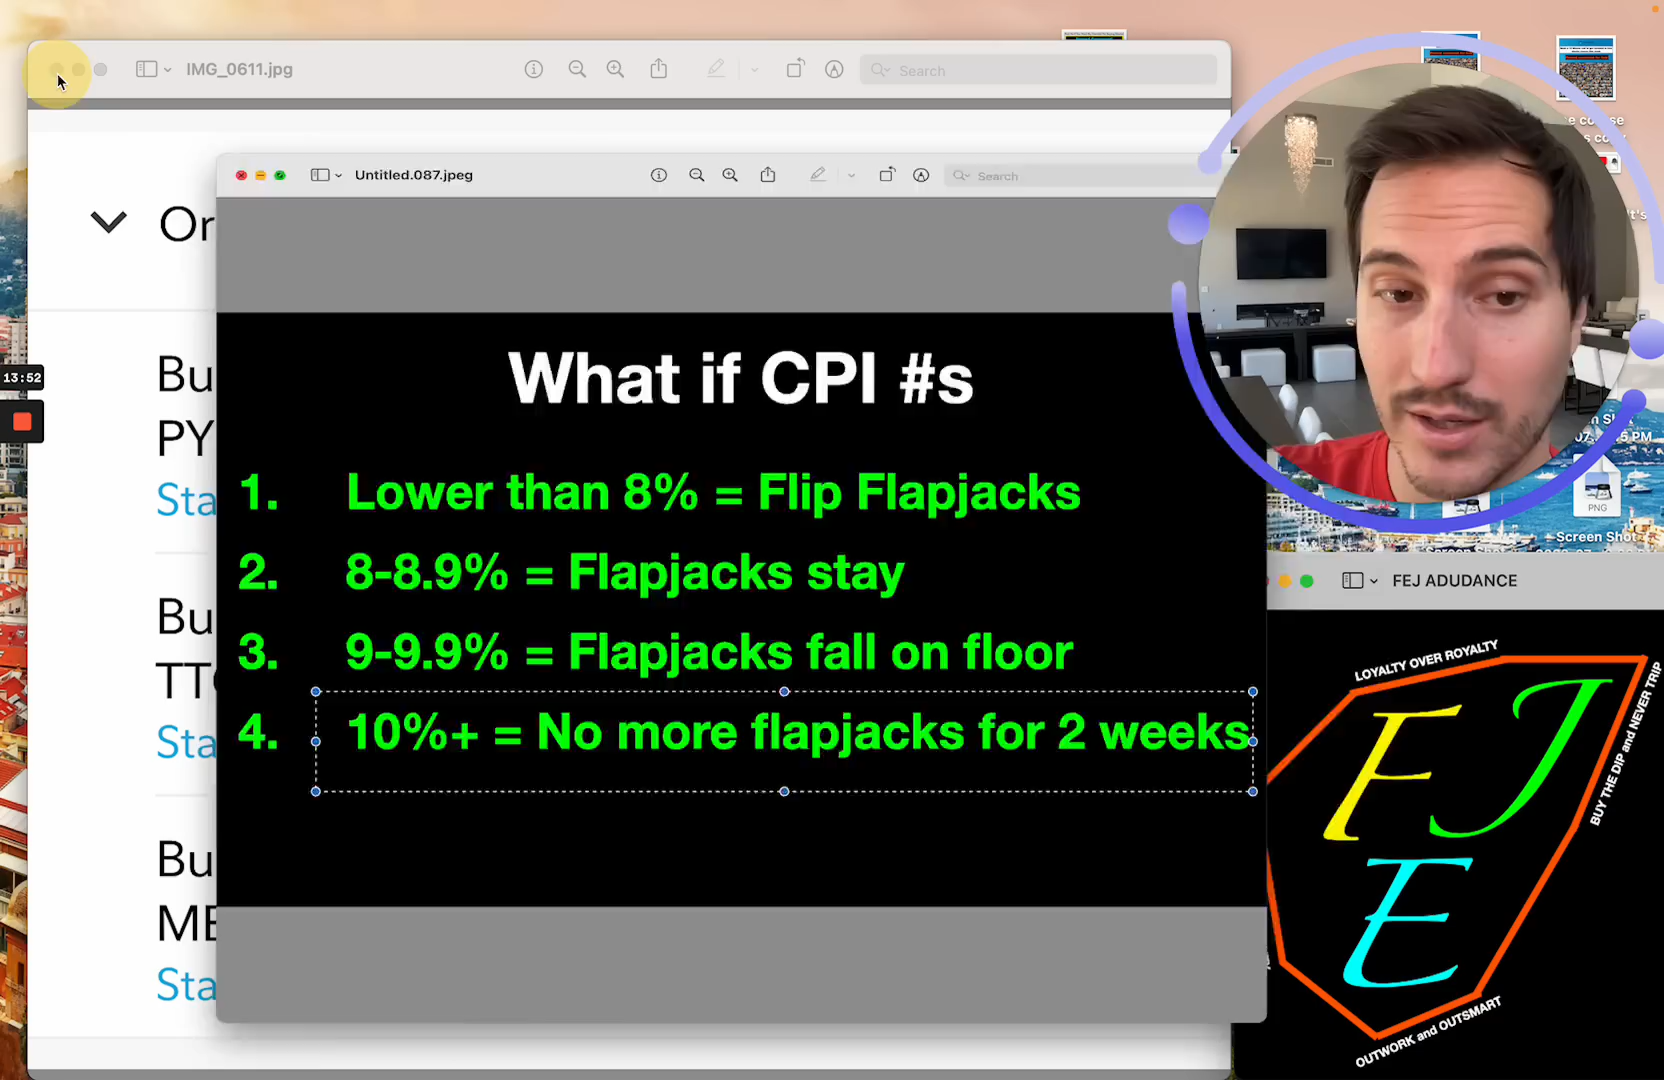 IMG_0611.jpg
Search
Or
Bu
PY
Sta
Bu
TT
Sta
Bu
ME
Sta
13:52
Untitled.087.jpeg
Search
What if CPI #s
1. Lower than 8% = Flip Flapjacks
2. 8-8.9% = Flapjacks stay
3. 9-9.9% = Flapjacks fall on floor
4. 10%+ = No more flapjacks for 2 weeks
PNG
Screen Shot
FEJ ADUDANCE
LOYALTY OVER ROYALTY
BUY THE DIP and NEVER TRIP
F J
E
OUTWORK and OUTSMART